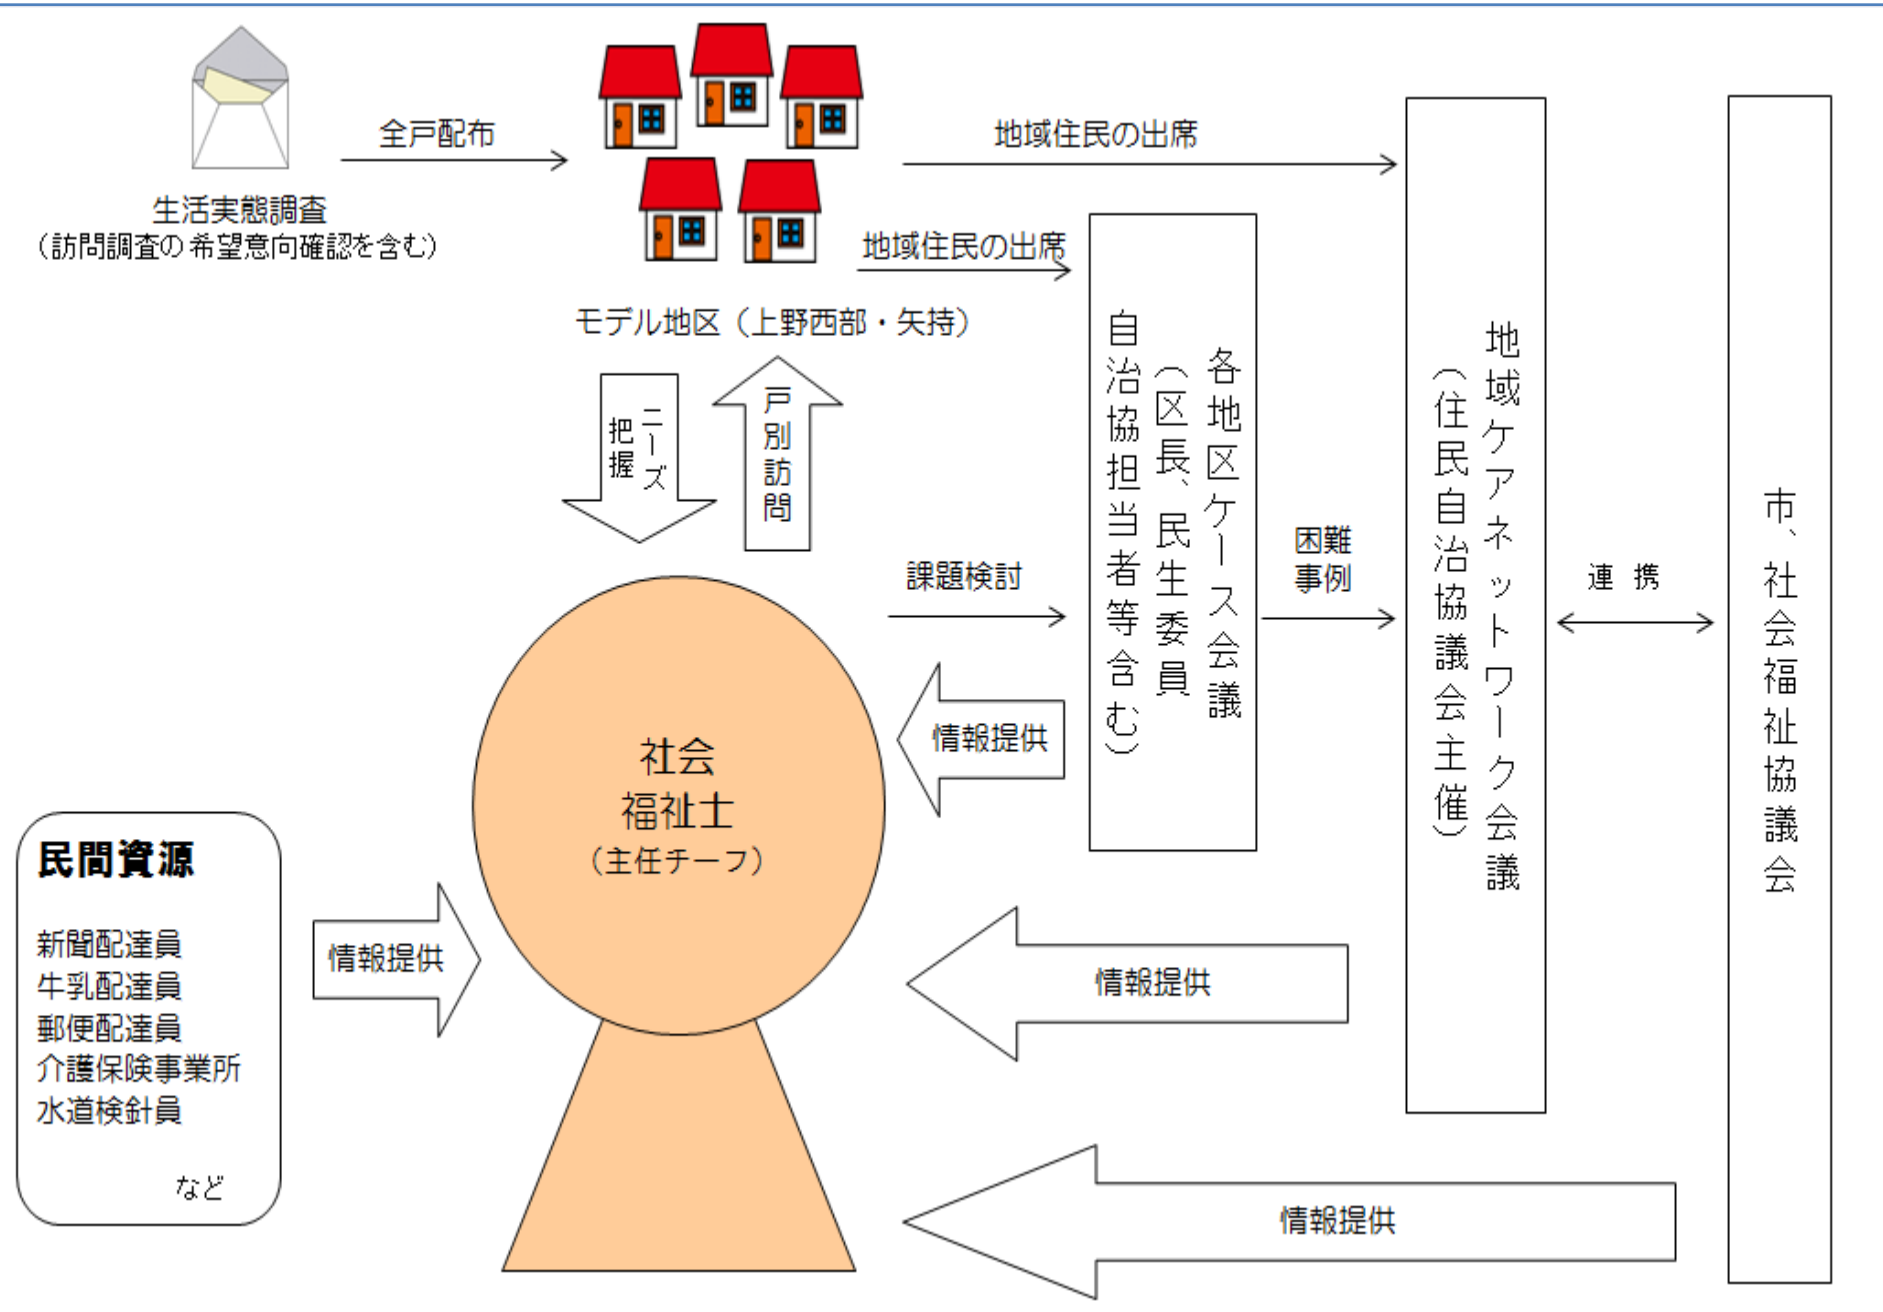 全戸配布
生活実態調査
（訪問調査の希望意向確認を含む）
地域住民の出席
地域住民の出席
モデル地区（上野西部・矢持）
ニーズ
把握
戸別訪問
課題検討
各地区ケース会議
（区長、民生委員
自治協担当者等含む）
困難
事例
地域ケアネットワーク会議
（住民自治協議会主催）
連携
市、社会福祉協議会
情報提供
社会
福祉士
（主任チーフ）
民間資源
新聞配達員
牛乳配達員
郵便配達員
介護保険事業所
水道検針員
など
情報提供
情報提供
情報提供